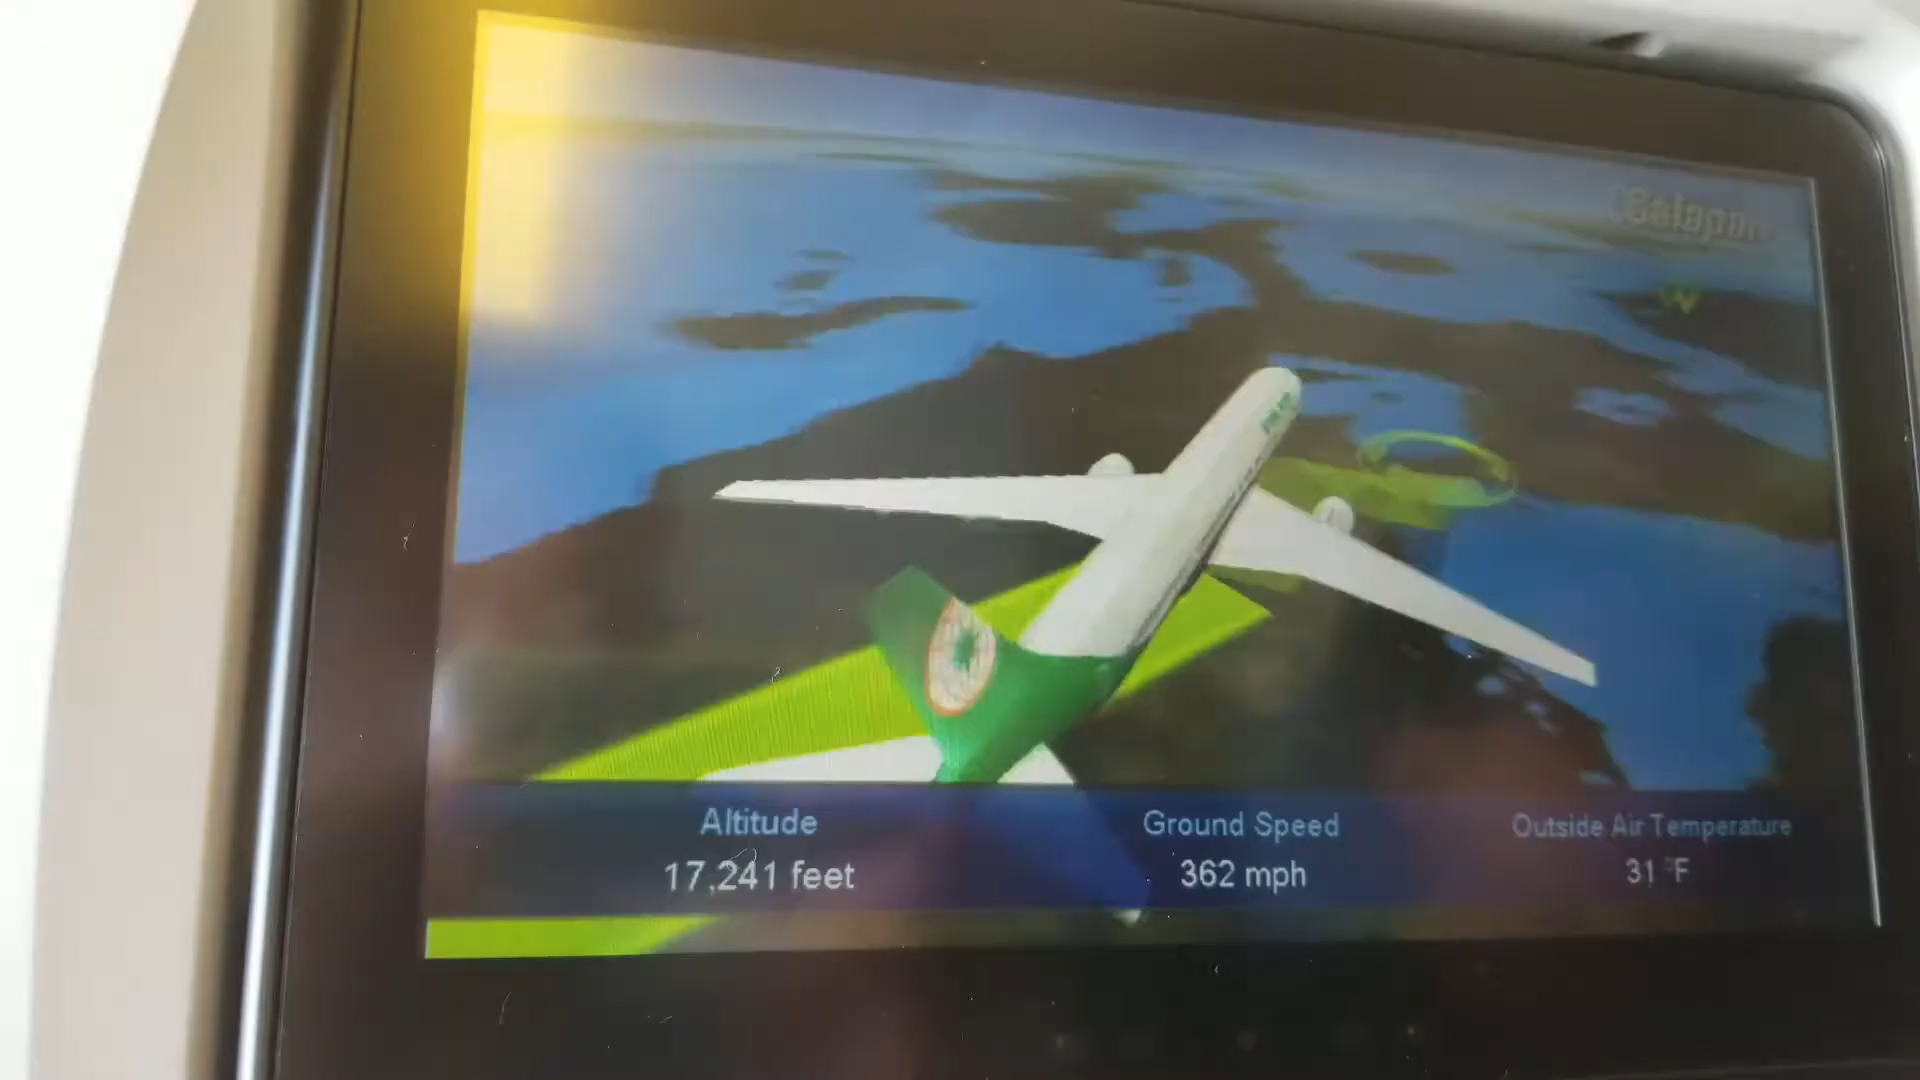 Altitude
Ground Speed
Outside Air Temperature
17,241 feet
362 mph
31 °F